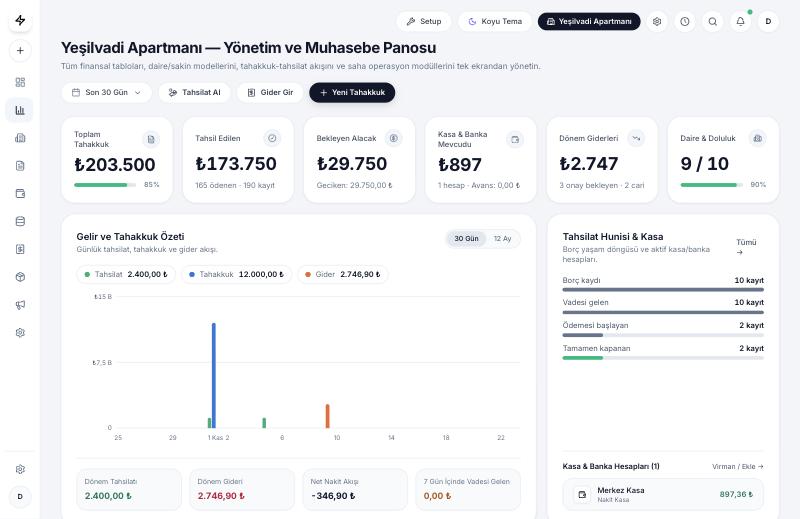 Setup
Koyu Tema
Yeşilvadi Apartmanı
D
Yeşilvadi Apartmanı — Yönetim ve Muhasebe Panosu
Tüm finansal tabloları, daire/sakin modellerini, tahakkuk-tahsilat akışını ve saha operasyon modüllerini tek ekrandan yönetin.
Son 30 Gün
Tahsilat Al
Gider Gir
Yeni Tahakkuk
Toplam
Tahakkuk
₺203.500
85%
Tahsil Edilen
₺173.750
165 ödenen · 190 kayıt
Bekleyen Alacak
₺29.750
Geciken: 29.750,00 ₺
Kasa & Banka
Mevcudu
₺897
1 hesap · Avans: 0,00 ₺
Dönem Giderleri
₺2.747
3 onay bekleyen · 2 cari
Daire & Doluluk
9 / 10
90%
Gelir ve Tahakkuk Özeti
Günlük tahsilat, tahakkuk ve gider akışı.
30 Gün
12 Ay
Tahsilat 2.400,00 ₺
Tahakkuk 12.000,00 ₺
Gider 2.746,90 ₺
₺15 B
₺7,5 B
0
25 29 1 Kas 2 6 10 14 18 22
Dönem Tahsilatı
2.400,00 ₺
Dönem Gideri
2.746,90 ₺
Net Nakit Akışı
-346,90 ₺
7 Gün İçinde Vadesi Gelen
0,00 ₺
Tahsilat Hunisi & Kasa
Borç yaşam döngüsü ve aktif kasa/banka
hesapları.
Tümü
→
Borç kaydı 10 kayıt
Vadesi gelen 10 kayıt
Ödemesi başlayan 2 kayıt
Tamamen kapanan 2 kayıt
Kasa & Banka Hesapları (1)
Virman / Ekle →
Merkez Kasa
Nakit Kasa
897,36 ₺
D